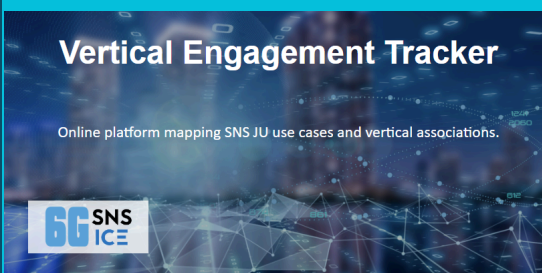 Vertical Engagement Tracker
Online platform mapping SNS JU use cases and vertical associations.
6G SNS
ICE